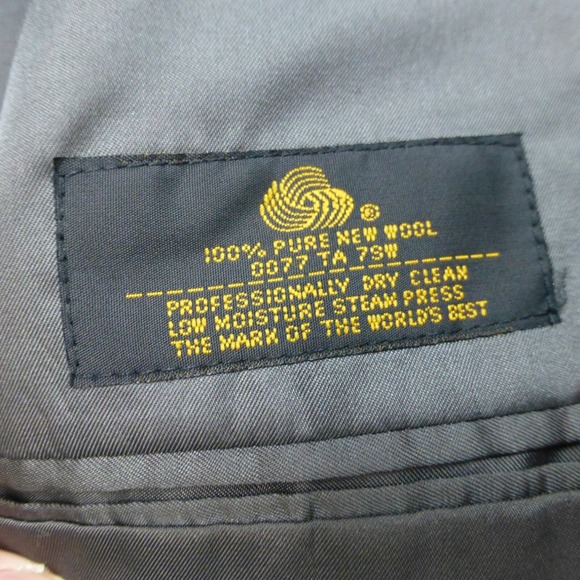 ®
100% PURE NEW WOOL
0077 TA 7SW
PROFESSIONALLY DRY CLEAN
LOW MOISTURE STEAM PRESS
THE MARK OF THE WORLD'S BEST